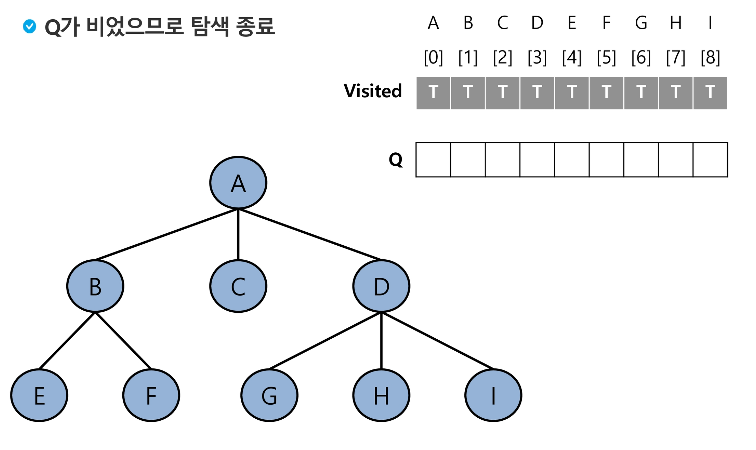 Q가 비었으므로 탐색 종료
A B C D E F G H I
[0] [1] [2] [3] [4] [5] [6] [7] [8]
Visited T T T T T T T T T
Q
A
B C D
E F G H I